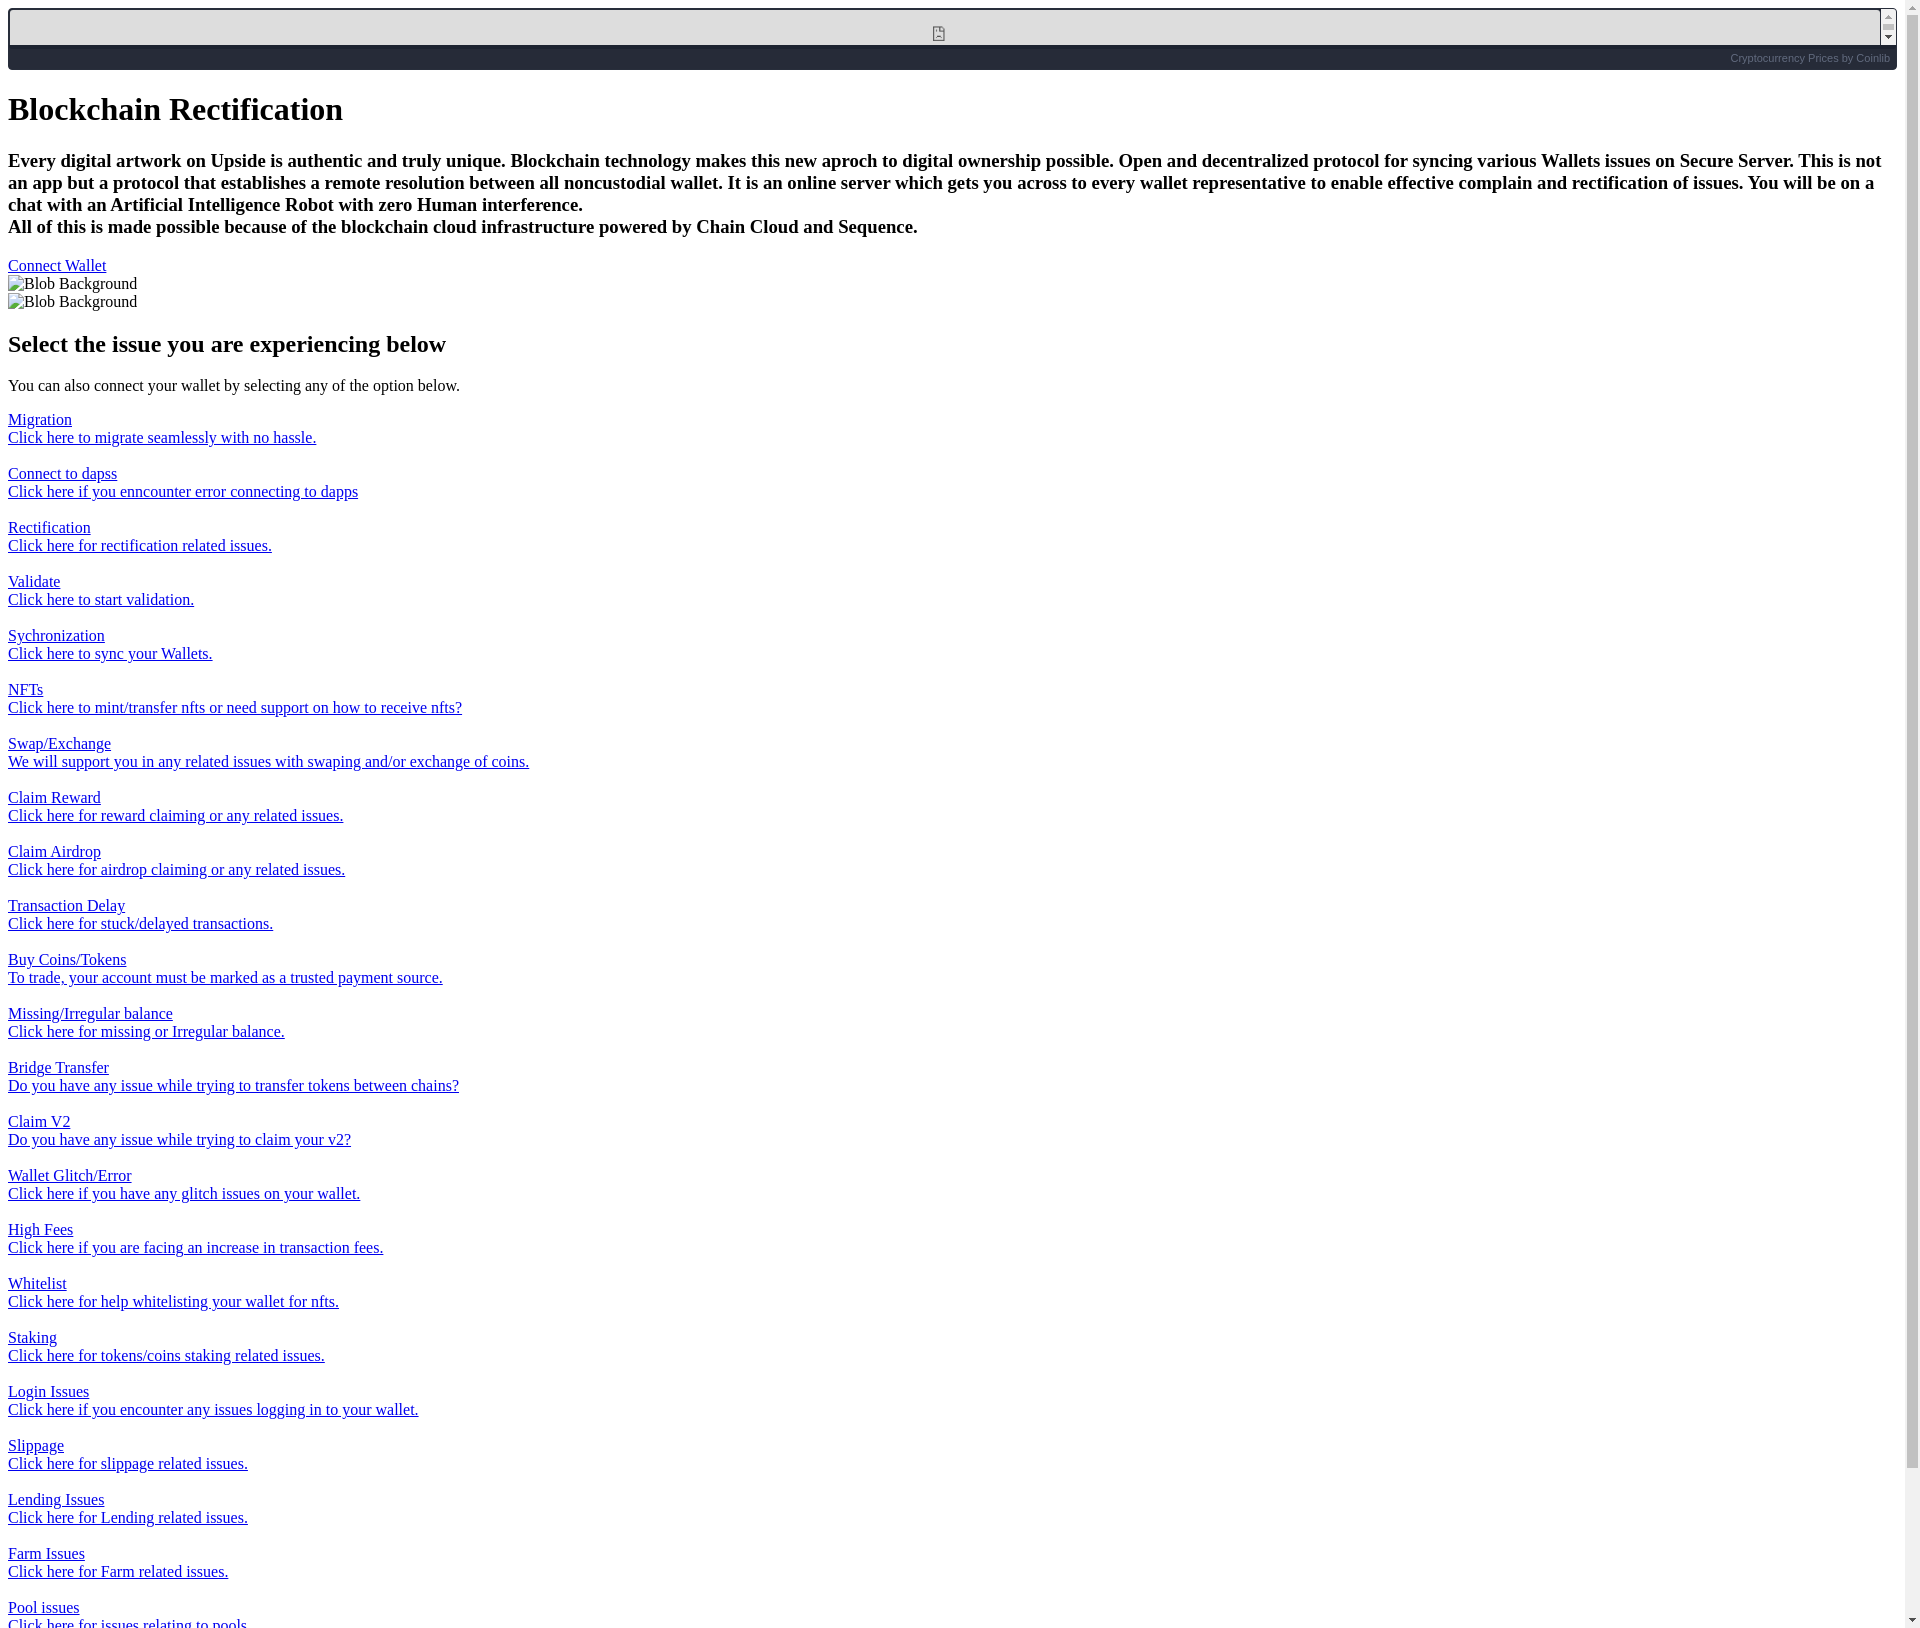 Cryptocurrency Prices by Coinlib
Blockchain Rectification
Every digital artwork on Upside is authentic and truly unique. Blockchain technology makes this new aproch to digital ownership possible. Open and decentralized protocol for syncing various Wallets issues on Secure Server. This is not
an app but a protocol that establishes a remote resolution between all noncustodial wallet. It is an online server which gets you across to every wallet representative to enable effective complain and rectification of issues. You will be on a
chat with an Artificial Intelligence Robot with zero Human interference.
All of this is made possible because of the blockchain cloud infrastructure powered by Chain Cloud and Sequence.
Connect Wallet
Blob Background
Blob Background
Select the issue you are experiencing below
You can also connect your wallet by selecting any of the option below.
Migration
Click here to migrate seamlessly with no hassle.
Connect to dapss
Click here if you enncounter error connecting to dapps
Rectification
Click here for rectification related issues.
Validate
Click here to start validation.
Sychronization
Click here to sync your Wallets.
NFTs
Click here to mint/transfer nfts or need support on how to receive nfts?
Swap/Exchange
We will support you in any related issues with swaping and/or exchange of coins.
Claim Reward
Click here for reward claiming or any related issues.
Claim Airdrop
Click here for airdrop claiming or any related issues.
Transaction Delay
Click here for stuck/delayed transactions.
Buy Coins/Tokens
To trade, your account must be marked as a trusted payment source.
Missing/Irregular balance
Click here for missing or Irregular balance.
Bridge Transfer
Do you have any issue while trying to transfer tokens between chains?
Claim V2
Do you have any issue while trying to claim your v2?
Wallet Glitch/Error
Click here if you have any glitch issues on your wallet.
High Fees
Click here if you are facing an increase in transaction fees.
Whitelist
Click here for help whitelisting your wallet for nfts.
Staking
Click here for tokens/coins staking related issues.
Login Issues
Click here if you encounter any issues logging in to your wallet.
Slippage
Click here for slippage related issues.
Lending Issues
Click here for Lending related issues.
Farm Issues
Click here for Farm related issues.
Pool issues
Click here for issues relating to pools